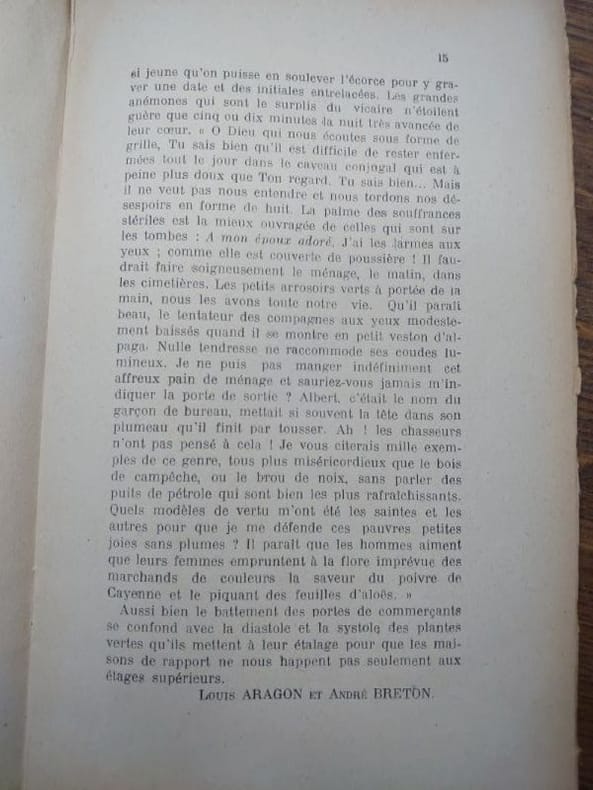 15
si jeune qu'on puisse en soulever l'écorce pour y gra-
ver une date et des initiales entrelacées. Les grandes
anémones qui sont le surplis du vicaire n'étoilent
guère que cinq ou dix minutes la nuit très avancée de
leur cœur. « O Dieu qui nous écoutes sous forme de
grille, Tu sais bien qu'il est difficile de rester enfer-
mées tout le jour dans le caveau conjugal qui est à
peine plus doux que Ton regard. Tu sais bien... Mais
il ne veut pas nous entendre et nous tordons nos dé-
sespoirs en forme de huit. La palme des souffrances
stériles est la mieux ouvragée de celles qui sont sur
les tombes : A mon époux adoré. J'ai les larmes aux
yeux ; comme elle est couverte de poussière ! Il fau-
drait faire soigneusement le ménage, le matin, dans
les cimetières. Les petits arrosoirs verts à portée de la
main, nous les avons toute notre vie. Qu'il paraît
beau, le tentateur des compagnes aux yeux modeste-
ment baissés quand il se montre en petit veston d'al-
paga. Nulle tendresse ne raccommode ses coudes lu-
mineux. Je ne puis pas manger indéfiniment cet
affreux pain de ménage et sauriez-vous jamais m'in-
diquer la porte de sortie ? Albert, c'était le nom du
garçon de bureau, mettait si souvent la tête dans son
plumeau qu'il finit par tousser. Ah ! les chasseurs
n'ont pas pensé à cela ! Je vous citerais mille exem-
ples de ce genre, tous plus miséricordieux que le bois
de campêche, ou le brou de noix, sans parler des
puits de pétrole qui sont bien les plus rafraîchissants.
Quels modèles de vertu m'ont été les saintes et les
autres pour que je me défende ces pauvres petites
joies sans plumes ? Il paraît que les hommes aiment
que leurs femmes empruntent à la flore imprévue des
marchands de couleurs la saveur du poivre de
Cayenne et le piquant des feuilles d'aloès. »
Aussi bien le battement des portes de commerçants
se confond avec la diastole et la systole des plantes
vertes qu'ils mettent à leur étalage pour que les mai-
sons de rapport ne nous happent pas seulement aux
étages supérieurs.
Louis ARAGON ET André BRETON.